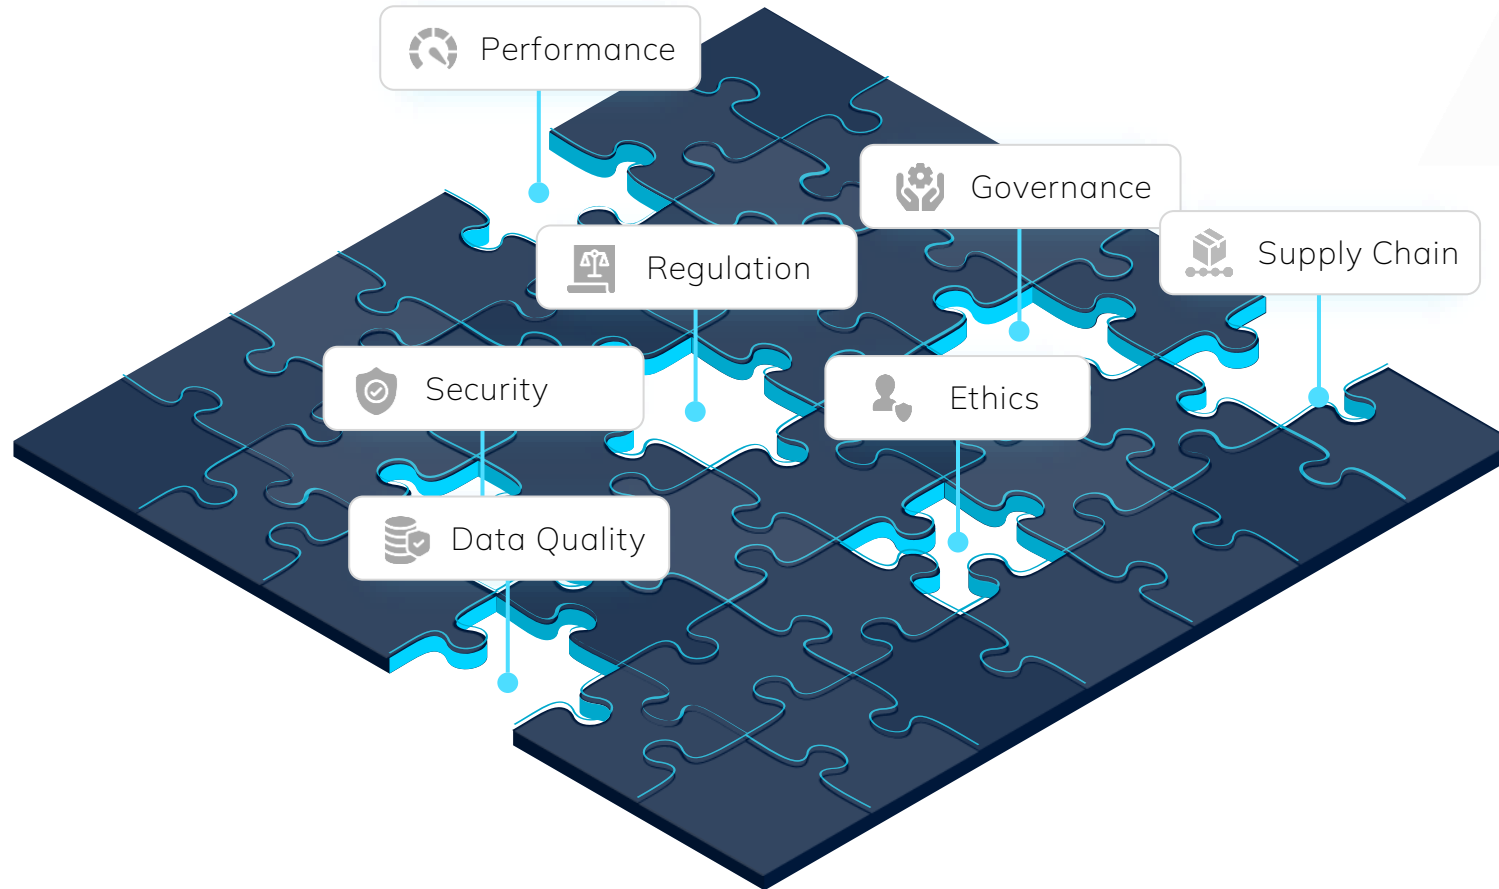 Performance
Governance
Supply Chain
Regulation
Security
Ethics
Data Quality